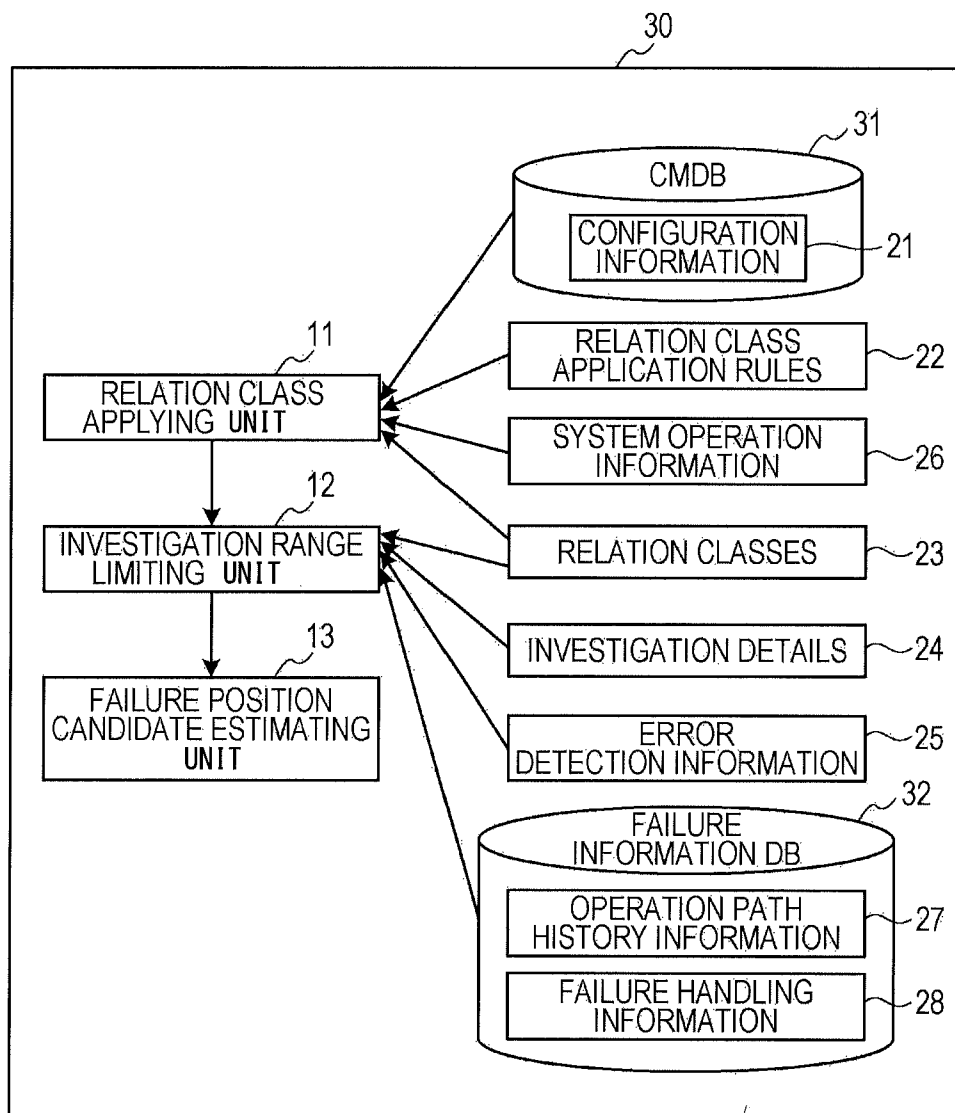 30
31
CMDB
CONFIGURATION
INFORMATION
21
11
RELATION CLASS
APPLYING UNIT
RELATION CLASS
APPLICATION RULES
22
SYSTEM OPERATION
INFORMATION
26
12
INVESTIGATION RANGE
LIMITING UNIT
RELATION CLASSES
23
13
FAILURE POSITION
CANDIDATE ESTIMATING
UNIT
INVESTIGATION DETAILS
24
ERROR
DETECTION INFORMATION
25
32
FAILURE
INFORMATION DB
OPERATION PATH
HISTORY INFORMATION
27
FAILURE HANDLING
INFORMATION
28